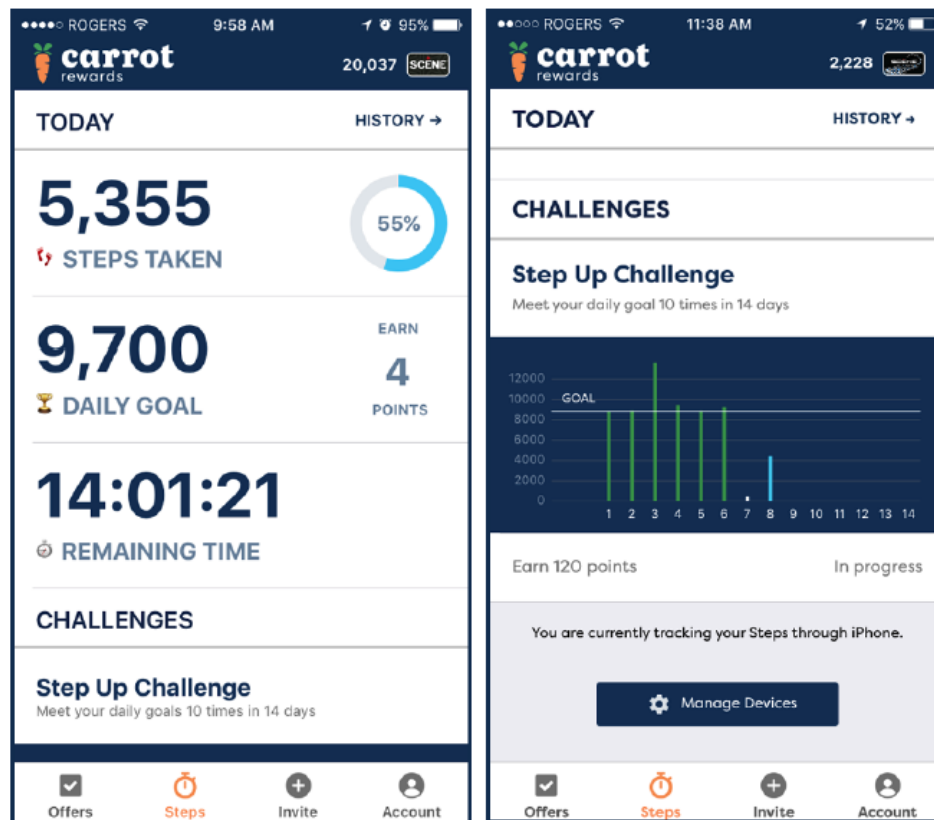 ROGERS 9:58 AM 95%
carrot
rewards
20,037 SCENE
TODAY HISTORY →
5,355
STEPS TAKEN
55%
9,700
DAILY GOAL
EARN
4
POINTS
14:01:21
REMAINING TIME
CHALLENGES
Step Up Challenge
Meet your daily goals 10 times in 14 days
Offers Steps Invite Account
ROGERS 11:38 AM 52%
carrot
rewards
2,228
TODAY HISTORY →
CHALLENGES
Step Up Challenge
Meet your daily goal 10 times in 14 days
12000
10000 GOAL
8000
6000
4000
2000
0
1 2 3 4 5 6 7 8 9 10 11 12 13 14
Earn 120 points In progress
You are currently tracking your Steps through iPhone.
Manage Devices
Offers Steps Invite Account